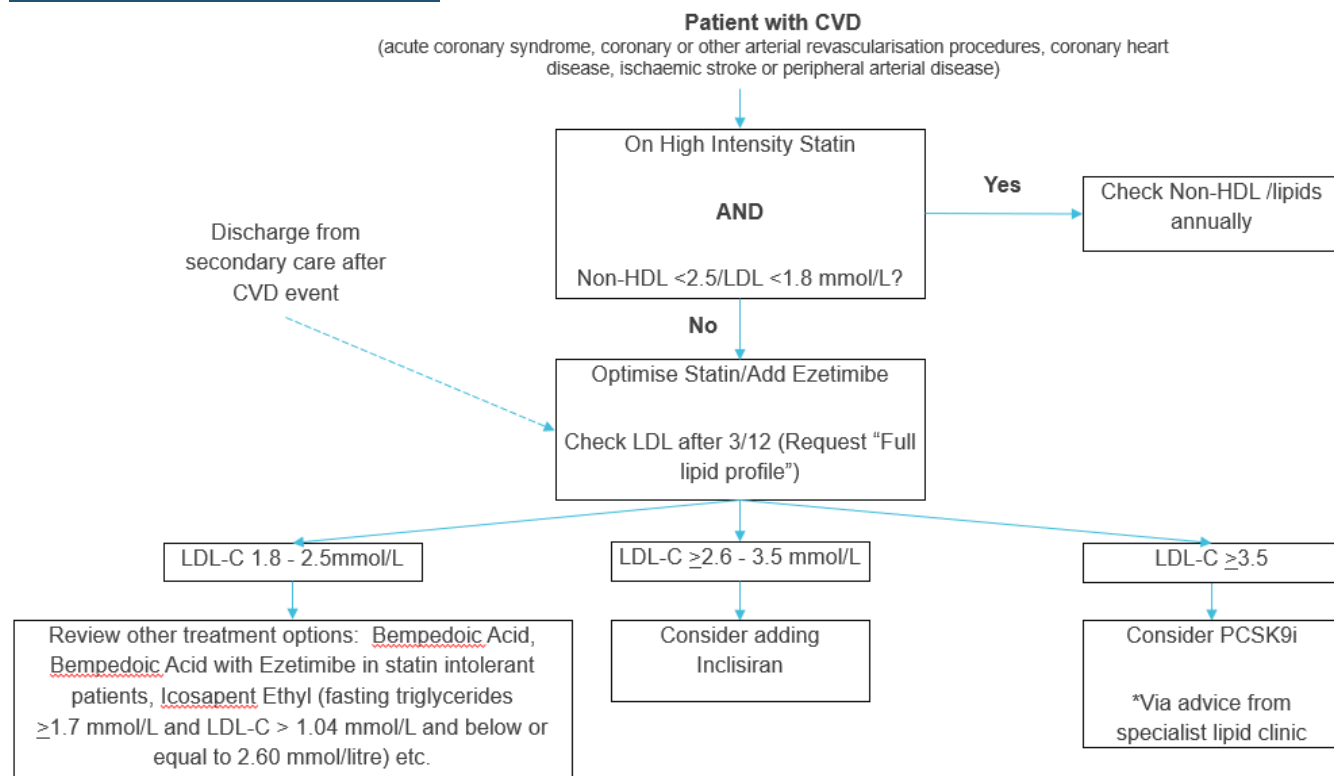 Patient with CVD
(acute coronary syndrome, coronary or other arterial revascularisation procedures, coronary heart
disease, ischaemic stroke or peripheral arterial disease)
On High Intensity Statin
AND
Non-HDL <2.5/LDL <1.8 mmol/L?
Yes
Check Non-HDL /lipids
annually
Discharge from
secondary care after
CVD event
No
Optimise Statin/Add Ezetimibe
Check LDL after 3/12 (Request “Full
lipid profile”)
LDL-C 1.8 - 2.5mmol/L
Review other treatment options:  Bempedoic Acid,
Bempedoic Acid with Ezetimibe in statin intolerant
patients, Icosapent Ethyl (fasting triglycerides
≥1.7 mmol/L and LDL-C > 1.04 mmol/L and below or
equal to 2.60 mmol/litre) etc.
LDL-C ≥2.6 - 3.5 mmol/L
Consider adding
Inclisiran
LDL-C ≥3.5
Consider PCSK9i
*Via advice from
specialist lipid clinic